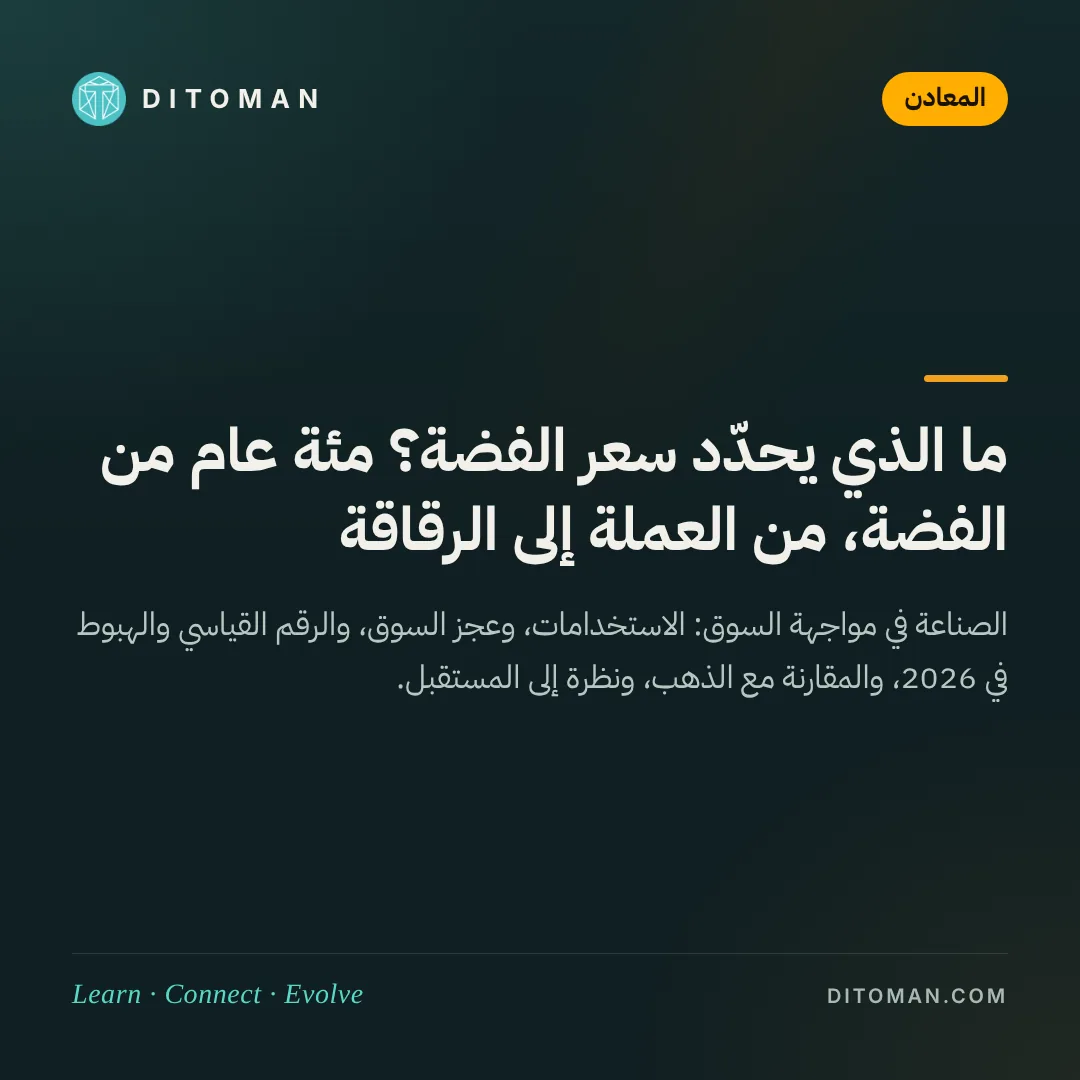 DITOMAN
المعادن
ما الذي يحدّد سعر الفضة؟ مئة عام من
الفضة، من العملة إلى الرقاقة
الصناعة في مواجهة السوق: الاستخدامات، وعجز السوق، والرقم القياسي والهبوط
في 2026، والمقارنة مع الذهب، ونظرة إلى المستقبل.
Learn · Connect · Evolve
DITOMAN.COM